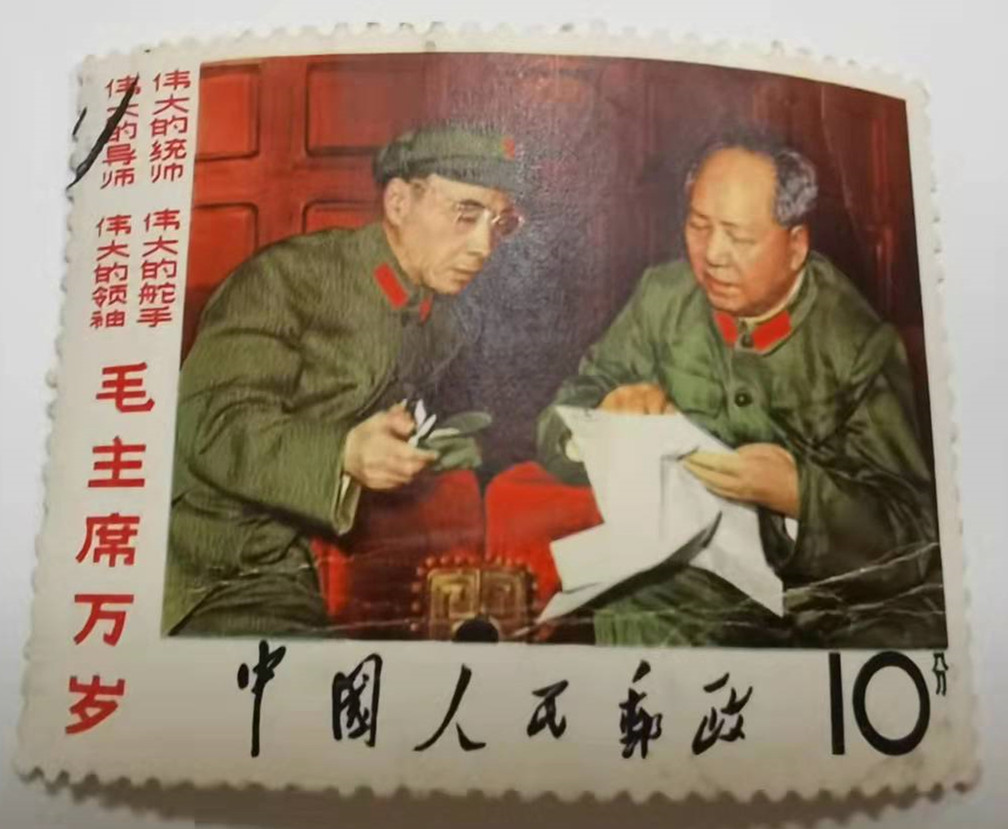 伟大的导师
伟大的领袖
伟大的统帅
伟大的舵手
毛主席万岁
中国人民郵政
10分